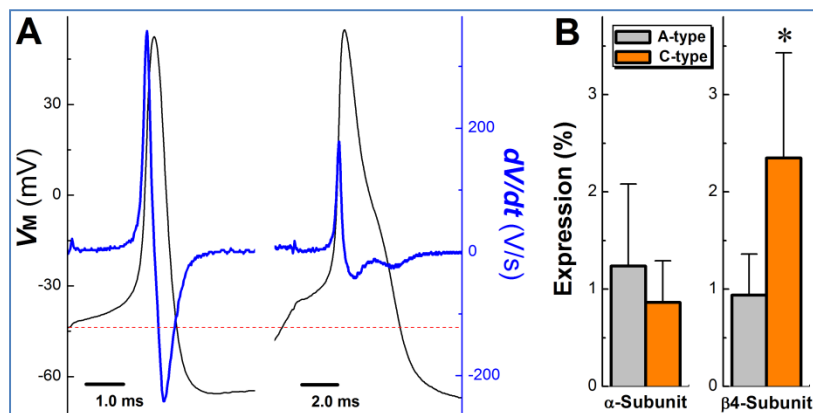 A
V_M (mV)
30
0
-30
-60
1.0 ms
2.0 ms
200
0
-200
dV/dt (V/s)
B
A-type
C-type
*
Expression (%)
3
2
1
0
α-Subunit
3
2
1
0
β4-Subunit